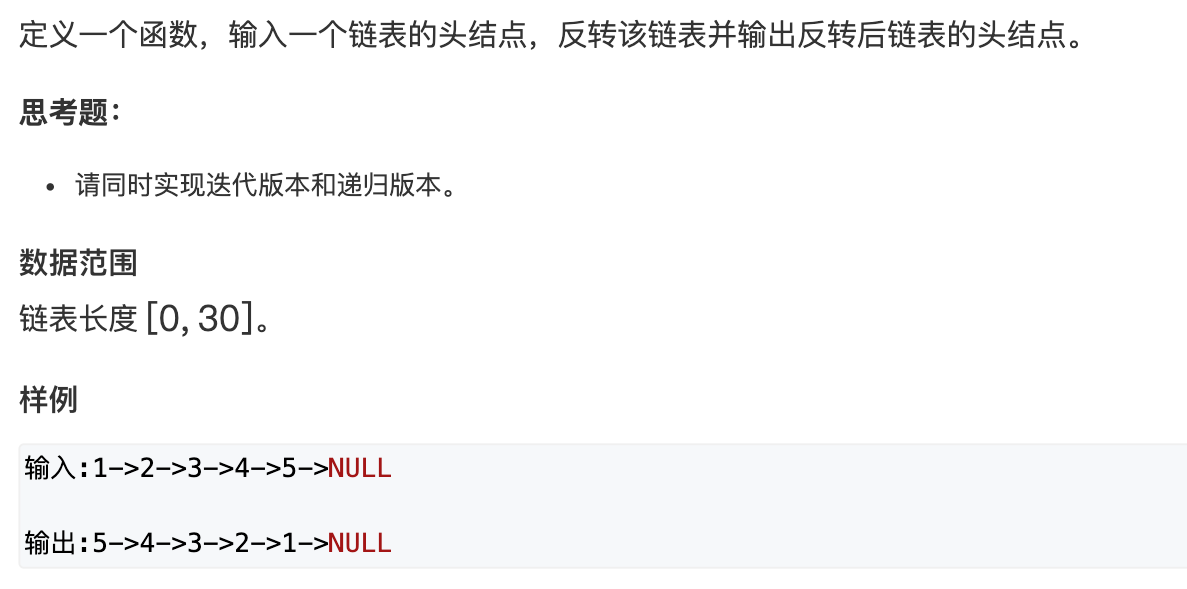 定义一个函数，输入一个链表的头结点，反转该链表并输出反转后链表的头结点。
思考题：
• 请同时实现迭代版本和递归版本。
数据范围
链表长度 [0, 30]。
样例
输入:1->2->3->4->5->NULL
输出:5->4->3->2->1->NULL